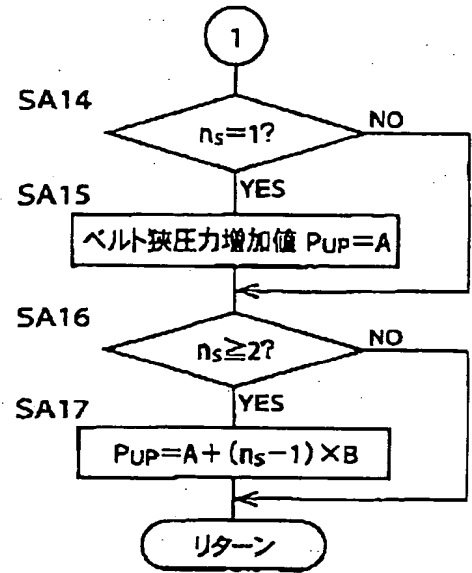 1
SA14
ns=1?
NO
YES
SA15
ベルト狭圧力増加値 PUP=A
SA16
ns≧2?
NO
YES
SA17
PUP=A+(ns-1)×B
リターン